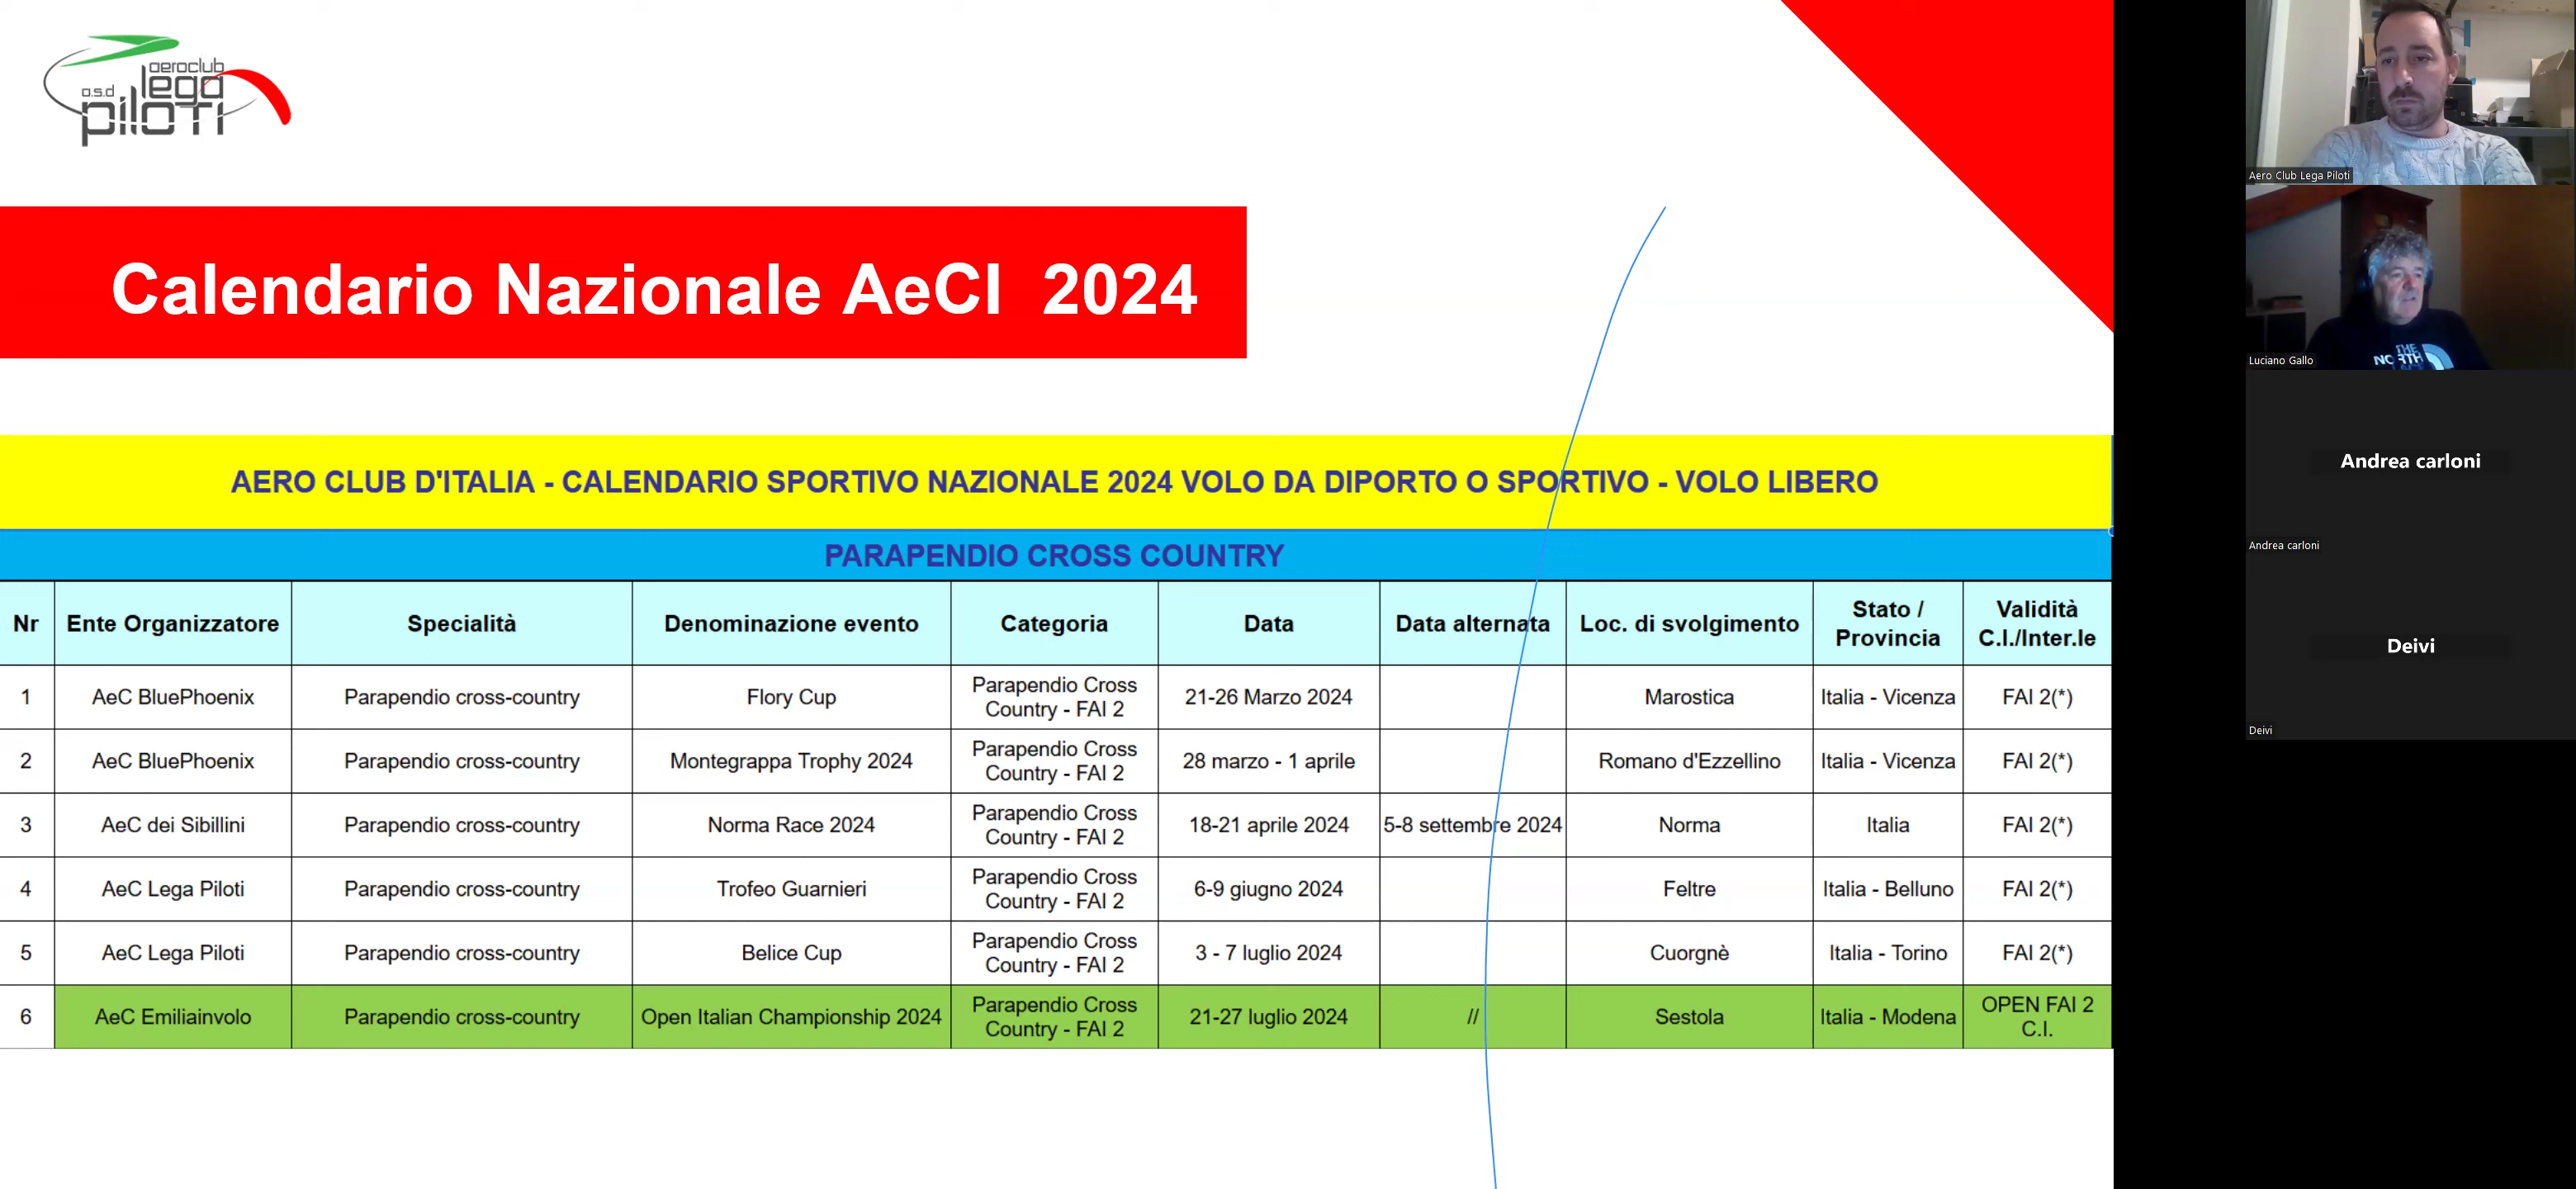 aeroclub
a.s.d lega
piloti
Calendario Nazionale AeCI 2024
AERO CLUB D'ITALIA - CALENDARIO SPORTIVO NAZIONALE 2024 VOLO DA DIPORTO O SPORTIVO - VOLO LIBERO
PARAPENDIO CROSS COUNTRY
Nr Ente Organizzatore Specialità Denominazione evento Categoria Data Data alternata Loc. di svolgimento Stato / Provincia Validità C.I./Inter.le
1 AeC BluePhoenix Parapendio cross-country Flory Cup Parapendio Cross Country - FAI 2 21-26 Marzo 2024 Marostica Italia - Vicenza FAI 2(*)
2 AeC BluePhoenix Parapendio cross-country Montegrappa Trophy 2024 Parapendio Cross Country - FAI 2 28 marzo - 1 aprile Romano d'Ezzellino Italia - Vicenza FAI 2(*)
3 AeC dei Sibillini Parapendio cross-country Norma Race 2024 Parapendio Cross Country - FAI 2 18-21 aprile 2024 5-8 settembre 2024 Norma Italia FAI 2(*)
4 AeC Lega Piloti Parapendio cross-country Trofeo Guarnieri Parapendio Cross Country - FAI 2 6-9 giugno 2024 Feltre Italia - Belluno FAI 2(*)
5 AeC Lega Piloti Parapendio cross-country Belice Cup Parapendio Cross Country - FAI 2 3 - 7 luglio 2024 Cuorgnè Italia - Torino FAI 2(*)
6 AeC Emiliainvolo Parapendio cross-country Open Italian Championship 2024 Parapendio Cross Country - FAI 2 21-27 luglio 2024 // Sestola Italia - Modena OPEN FAI 2 C.I.
Aero Club Lega Piloti
THE
NORTH
Luciano Gallo
Andrea carloni
Andrea carloni
Deivi
Deivi